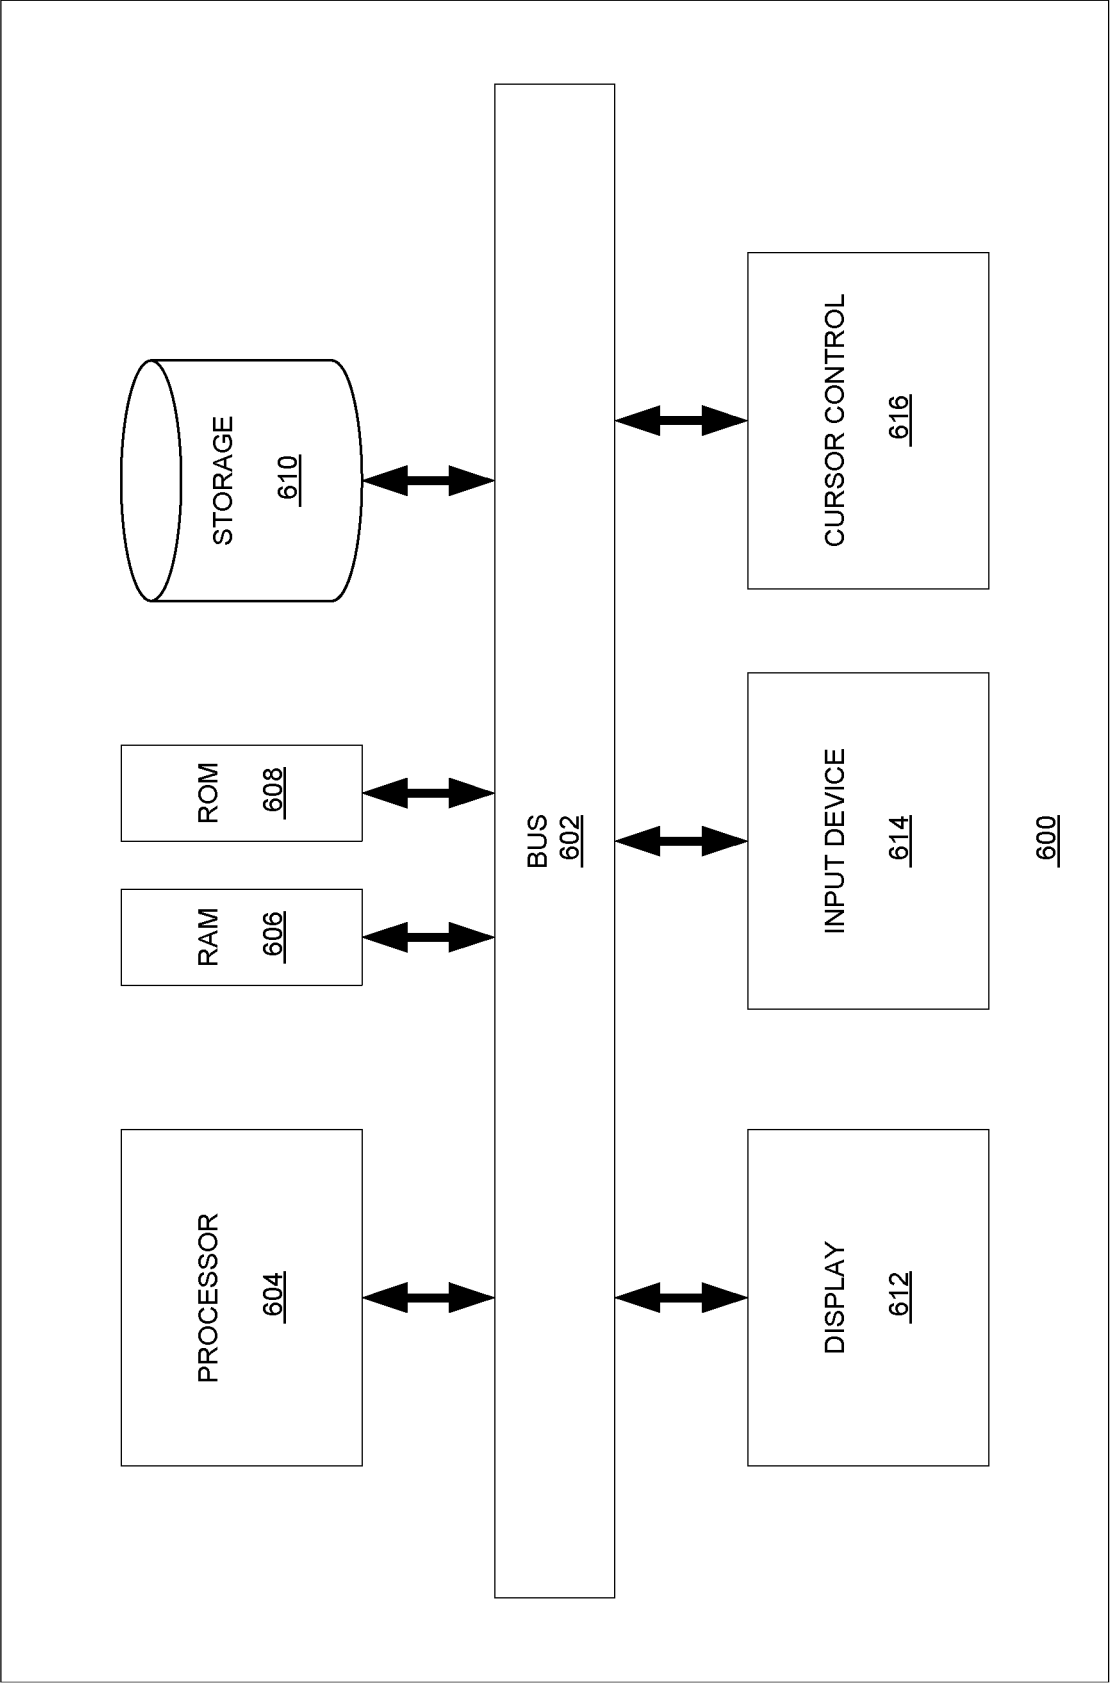 PROCESSOR
604
RAM
606
ROM
608
STORAGE
610
BUS
602
DISPLAY
612
INPUT DEVICE
614
CURSOR CONTROL
616
600